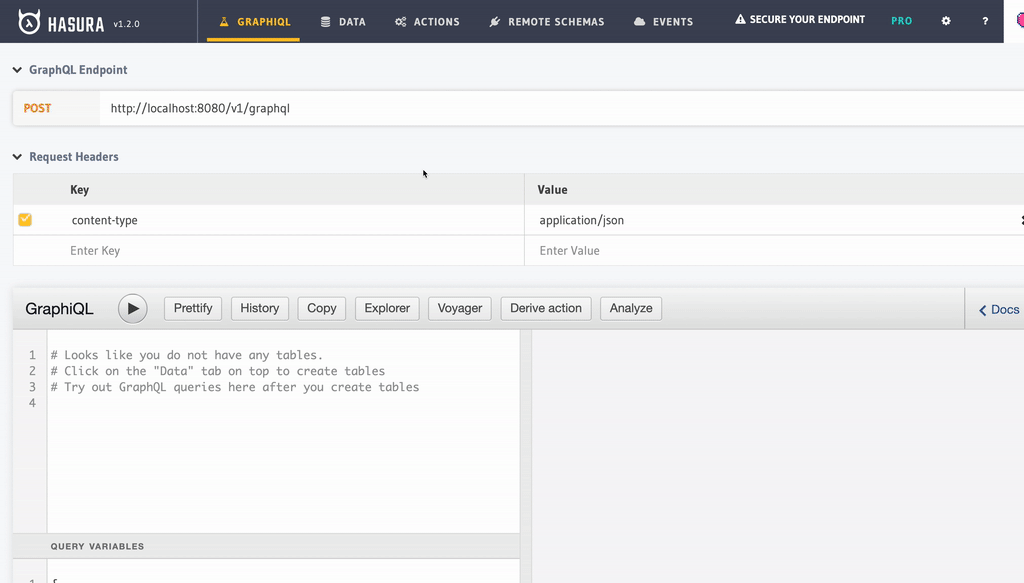 HASURA v1.2.0 GRAPHIQL DATA ACTIONS REMOTE SCHEMAS EVENTS SECURE YOUR ENDPOINT PRO ?
GraphQL Endpoint
POST http://localhost:8080/v1/graphql
Request Headers
Key Value
content-type application/json
Enter Key Enter Value
GraphiQL Prettify History Copy Explorer Voyager Derive action Analyze Docs
1 # Looks like you do not have any tables.
2 # Click on the "Data" tab on top to create tables
3 # Try out GraphQL queries here after you create tables
4
QUERY VARIABLES
1 {